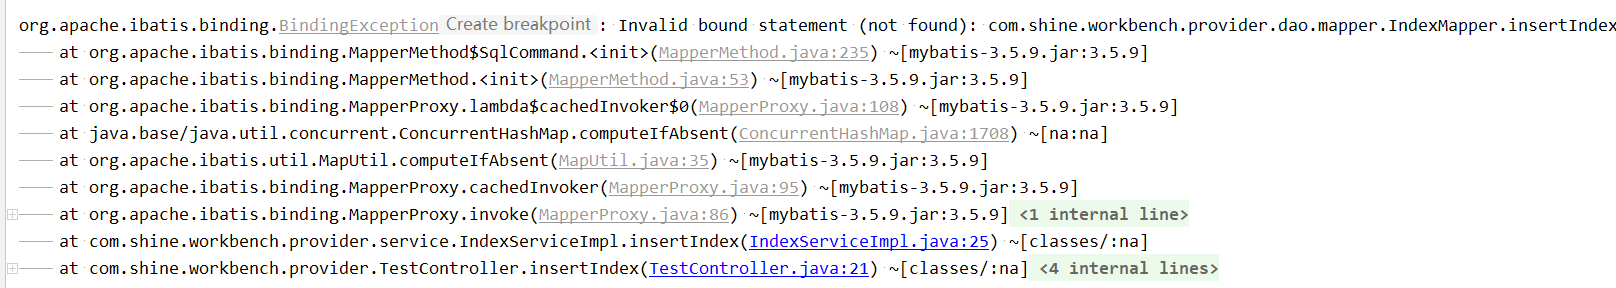 org.apache.ibatis.binding.BindingException Create breakpoint : Invalid bound statement (not found): com.shine.workbench.provider.dao.mapper.IndexMapper.insertIndex
at org.apache.ibatis.binding.MapperMethod$SqlCommand.<init>(MapperMethod.java:235) ~[mybatis-3.5.9.jar:3.5.9]
at org.apache.ibatis.binding.MapperMethod.<init>(MapperMethod.java:53) ~[mybatis-3.5.9.jar:3.5.9]
at org.apache.ibatis.binding.MapperProxy.lambda$cachedInvoker$0(MapperProxy.java:108) ~[mybatis-3.5.9.jar:3.5.9]
at java.base/java.util.concurrent.ConcurrentHashMap.computeIfAbsent(ConcurrentHashMap.java:1708) ~[na:na]
at org.apache.ibatis.util.MapUtil.computeIfAbsent(MapUtil.java:35) ~[mybatis-3.5.9.jar:3.5.9]
at org.apache.ibatis.binding.MapperProxy.cachedInvoker(MapperProxy.java:95) ~[mybatis-3.5.9.jar:3.5.9]
at org.apache.ibatis.binding.MapperProxy.invoke(MapperProxy.java:86) ~[mybatis-3.5.9.jar:3.5.9] <1 internal line>
at com.shine.workbench.provider.service.IndexServiceImpl.insertIndex(IndexServiceImpl.java:25) ~[classes/:na]
at com.shine.workbench.provider.TestController.insertIndex(TestController.java:21) ~[classes/:na] <4 internal lines>